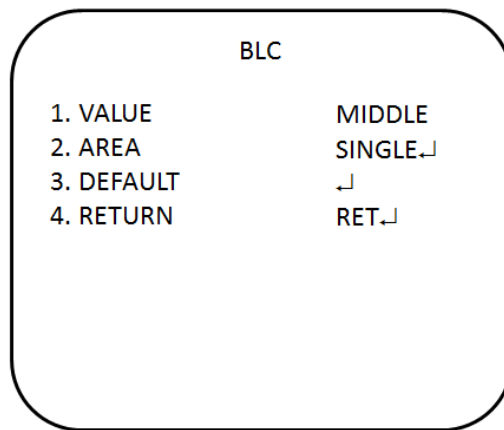 BLC
1. VALUE MIDDLE
2. AREA SINGLE↵
3. DEFAULT ↵
4. RETURN RET↵